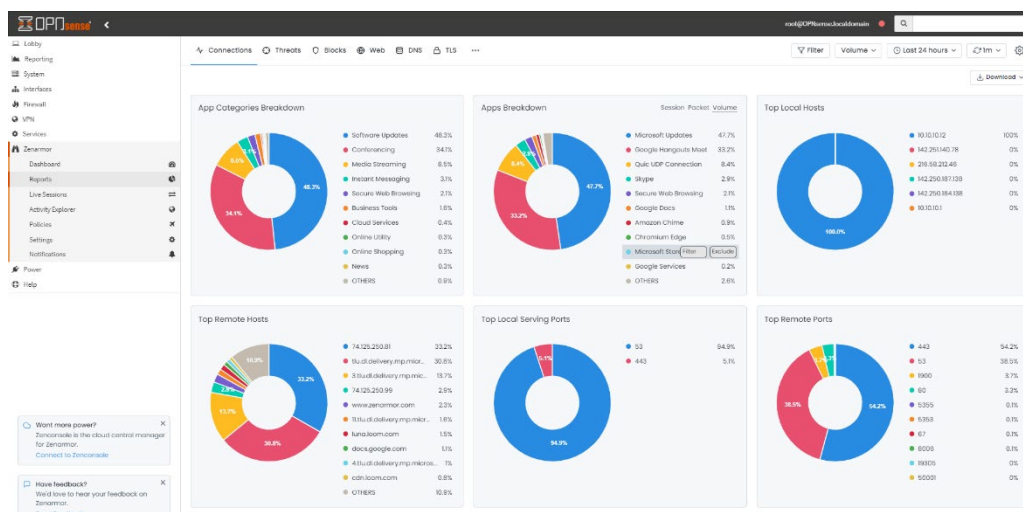 OPNsense
root@OPNsense.localdomain
Lobby
Reporting
System
Interfaces
Firewall
VPN
Services
Zenarmor
Dashboard
Reports
Live Sessions
Activity Explorer
Policies
Settings
Notifications
Power
Help
Connections Threats Blocks Web DNS TLS ...
Filter Volume Last 24 hours 1m
Download
App Categories Breakdown
48.3%
34.1%
8.5%
3.1%
Software Updates 48.3%
Conferencing 34.1%
Media Streaming 8.5%
Instant Messaging 3.1%
Secure Web Browsing 2.1%
Business Tools 1.6%
Cloud Services 0.4%
Online Utility 0.3%
Online Shopping 0.3%
News 0.3%
OTHERS
Apps Breakdown Session Packet Volume
47.7%
33.2%
8.4%
Microsoft Updates 47.7%
Google Hangouts Meet 33.2%
Quic UDP Connection 8.4%
Skype 2.9%
Secure Web Browsing 2.1%
Google Docs 1.1%
Amazon Chime 0.9%
Chromium Edge 0.5%
Microsoft Store Filter Exclude
Google Services 0.2%
OTHERS 2.6%
Top Local Hosts
100.0%
10.10.10.12 100%
142.251.140.78 0%
216.58.212.46 0%
142.250.187.138 0%
142.250.184.138 0%
10.10.10.1 0%
Top Remote Hosts
33.2%
30.8%
13.7%
2.9%
10.9%
74.125.250.81 33.2%
tlu.dl.delivery.mp.micr... 30.8%
3.tlu.dl.delivery.mp.mic... 13.7%
74.125.250.99 2.9%
www.zenarmor.com 2.3%
11.tlu.dl.delivery.mp.micr... 1.6%
luna.loom.com 1.5%
docs.google.com 1.1%
4.tlu.dl.delivery.mp.micros... 1%
cdn.loom.com 0.8%
OTHERS 10.9%
Top Local Serving Ports
94.9%
5.1%
53 94.9%
443 5.1%
Top Remote Ports
54.2%
38.5%
443 54.2%
53 38.5%
1900 3.7%
80 3.3%
5355 0.1%
5353 0.1%
67 0.1%
0.1%
19305 0%
50001 0%
Want more power?
Zenconsole is the cloud control manager
for Zenarmor.
Connect to Zenconsole
Have feedback?
We'd love to hear your feedback on
Zenarmor.